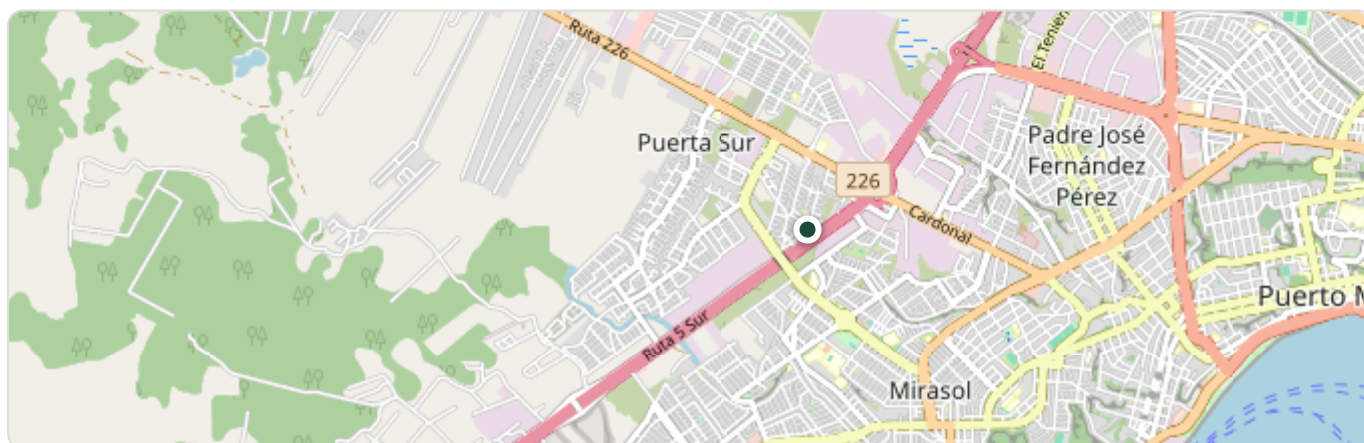 Ruta 226
El Tenien
Puerta Sur
Padre José
Fernández
Pérez
226
Cardonal
Puerto M
Ruta 5 Sur
Mirasol